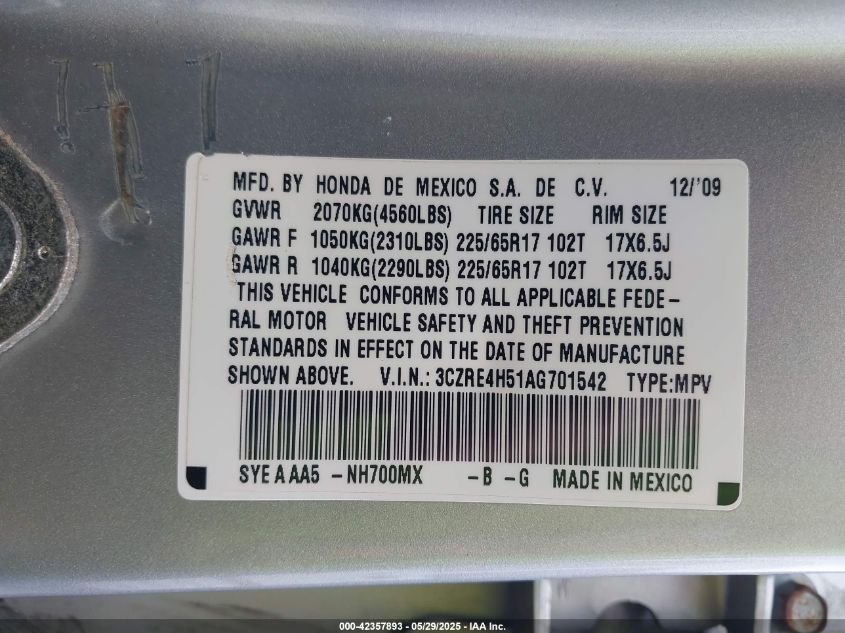 MFD. BY HONDA DE MEXICO S.A. DE C.V. 12/'09
GVWR 2070KG(4560LBS) TIRE SIZE RIM SIZE
GAWR F 1050KG(2310LBS) 225/65R17 102T 17X6.5J
GAWR R 1040KG(2290LBS) 225/65R17 102T 17X6.5J
THIS VEHICLE CONFORMS TO ALL APPLICABLE FEDE-
RAL MOTOR VEHICLE SAFETY AND THEFT PREVENTION
STANDARDS IN EFFECT ON THE DATE OF MANUFACTURE
SHOWN ABOVE. V.I.N.: 3CZRE4H51AG701542 TYPE:MPV
SYE A AA5 -NH700MX -B -G MADE IN MEXICO
000-42357893 - 05/29/2025 - IAA Inc.